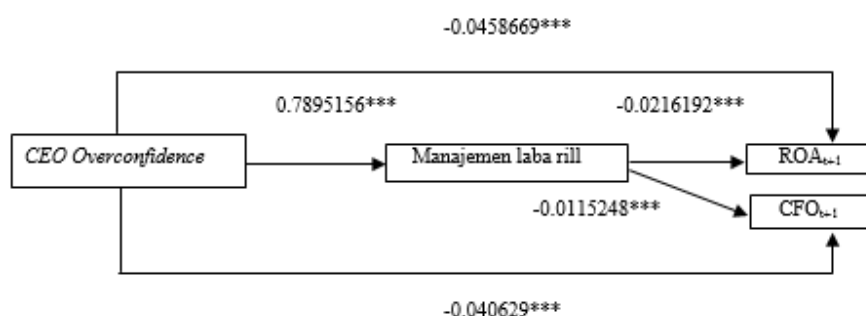 -0.0458669***
0.7895156***
-0.0216192***
CEO Overconfidence
Manajemen laba rill
ROAₜ₊₁
-0.0115248***
CFOₜ₊₁
-0.040629***